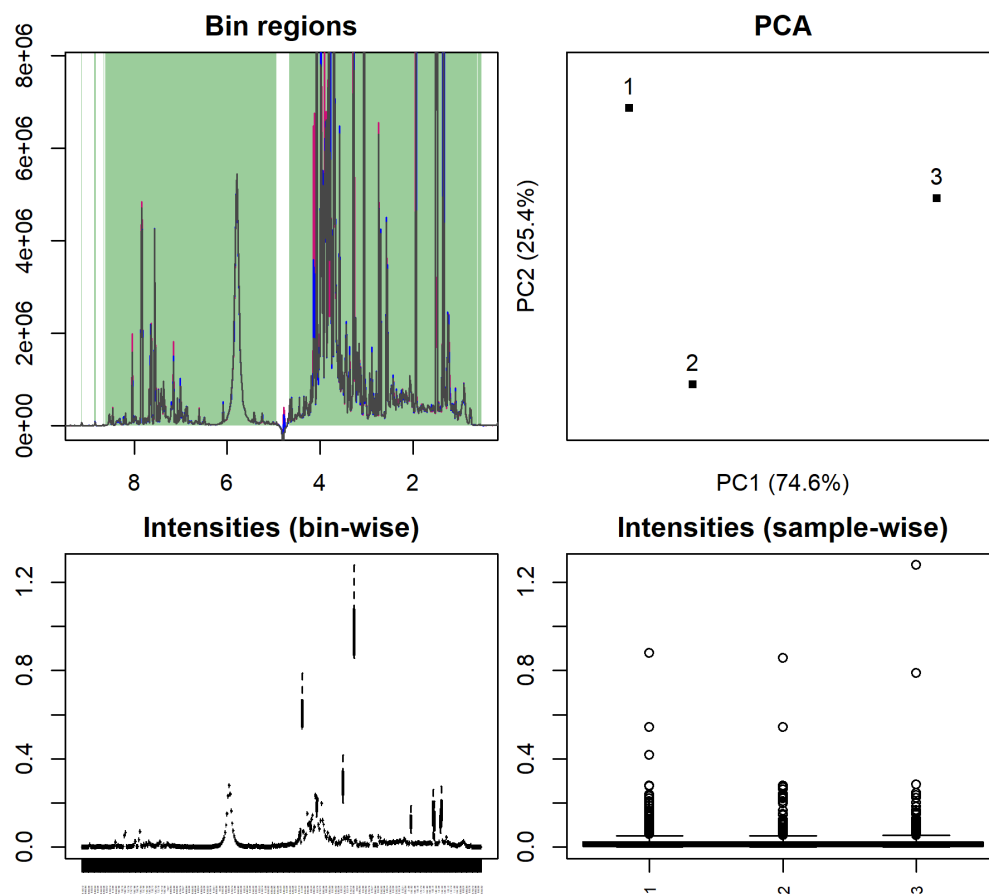 Bin regions
8e+06
6e+06
4e+06
2e+06
0e+00
8 6 4 2
PCA
1
3
2
PC2 (25.4%)
PC1 (74.6%)
Intensities (bin-wise)
1.2
0.8
0.4
0.0
Intensities (sample-wise)
1.2
0.8
0.4
0.0
1 2 3